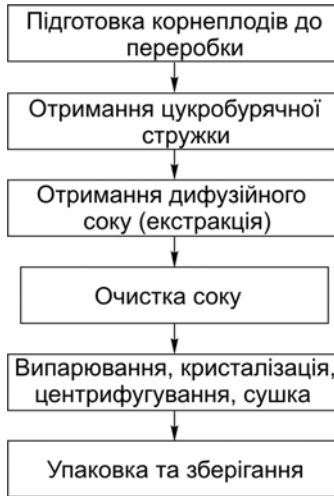 Підготовка корнеплодів до
переробки
Отримання цукробурячної
стружки
Отримання дифузійного
соку (екстракція)
Очистка соку
Випарювання, кристалізація,
центрифугування, сушка
Упаковка та зберігання